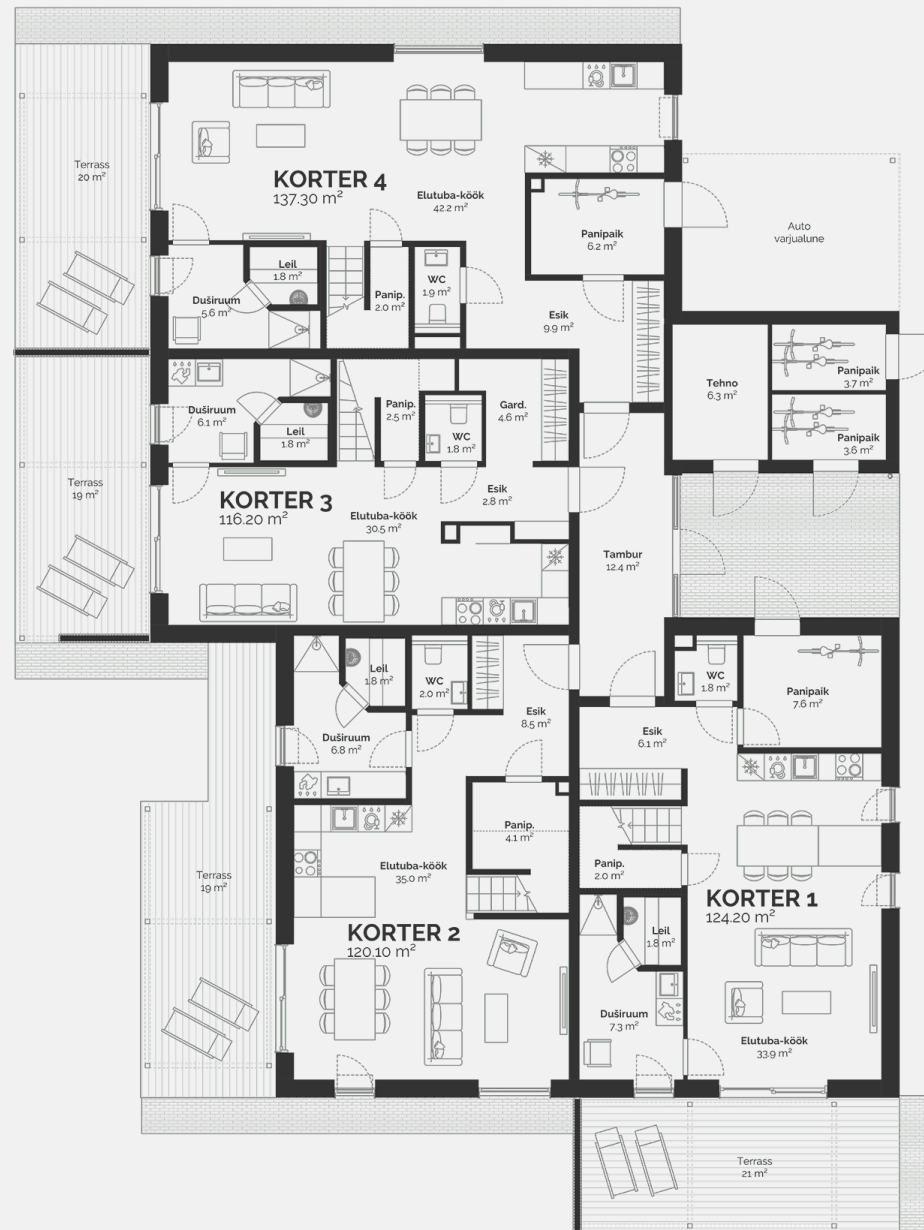 Terrass
20 m²
KORTER 4
137.30 m²
Elutuba-köök
42.2 m²
Panipaik
6.2 m²
Auto
varjualune
Leil
1.8 m²
Duširuum
5.6 m²
Panip.
2.0 m²
WC
1.9 m²
Esik
9.9 m²
Tehno
6.3 m²
Panipaik
3.7 m²
Panipaik
3.6 m²
Duširuum
6.1 m²
Leil
1.8 m²
Panip.
2.5 m²
WC
1.8 m²
Gard.
4.6 m²
Terrass
19 m²
KORTER 3
116.20 m²
Elutuba-köök
30.5 m²
Esik
2.8 m²
Tambur
12.4 m²
Leil
1.8 m²
WC
2.0 m²
Duširuum
6.8 m²
Esik
8.5 m²
WC
1.8 m²
Panipaik
7.6 m²
Esik
6.1 m²
Panip.
4.1 m²
Terrass
19 m²
Elutuba-köök
35.0 m²
Panip.
2.0 m²
KORTER 2
120.10 m²
KORTER 1
124.20 m²
Leil
1.8 m²
Duširuum
7.3 m²
Elutuba-köök
33.9 m²
Terrass
21 m²